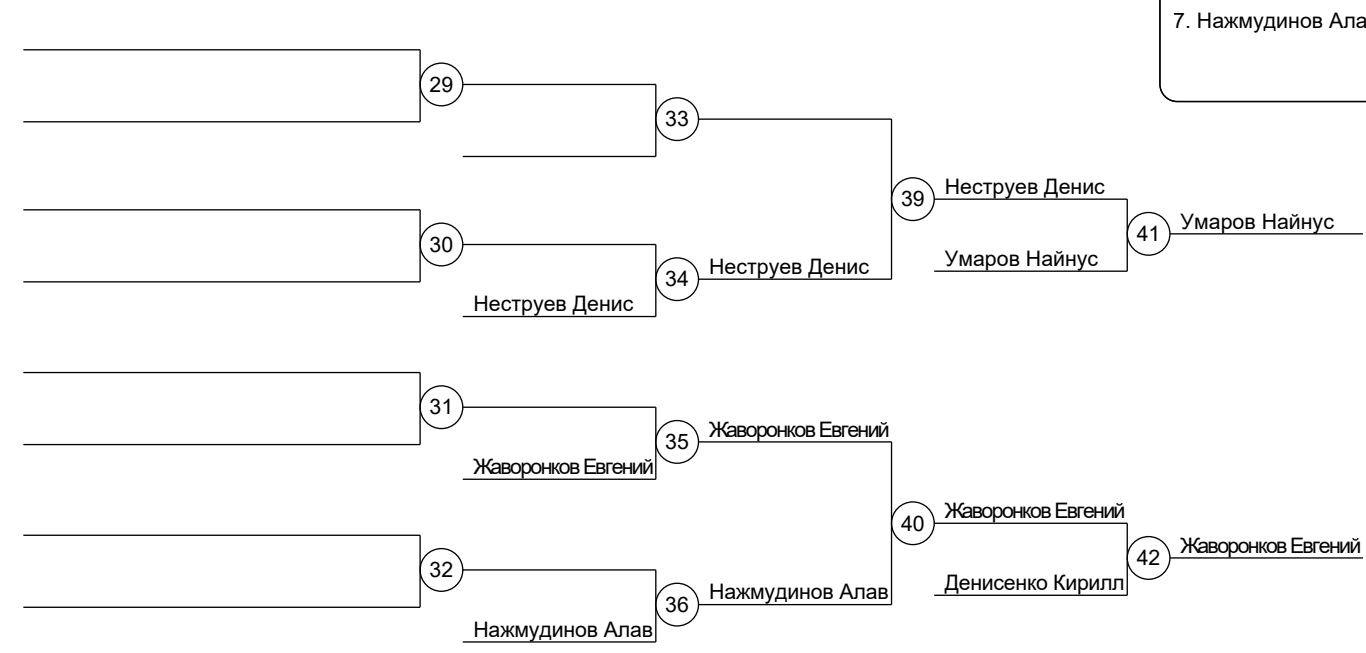 7. Нажмудинов Ала
29
33
39
Неструев Денис
41
Умаров Найнус
30
Умаров Найнус
34
Неструев Денис
Неструев Денис
31
35
Жаворонков Евгений
Жаворонков Евгений
40
Жаворонков Евгений
42
Жаворонков Евгений
32
Денисенко Кирилл
36
Нажмудинов Алав
Нажмудинов Алав